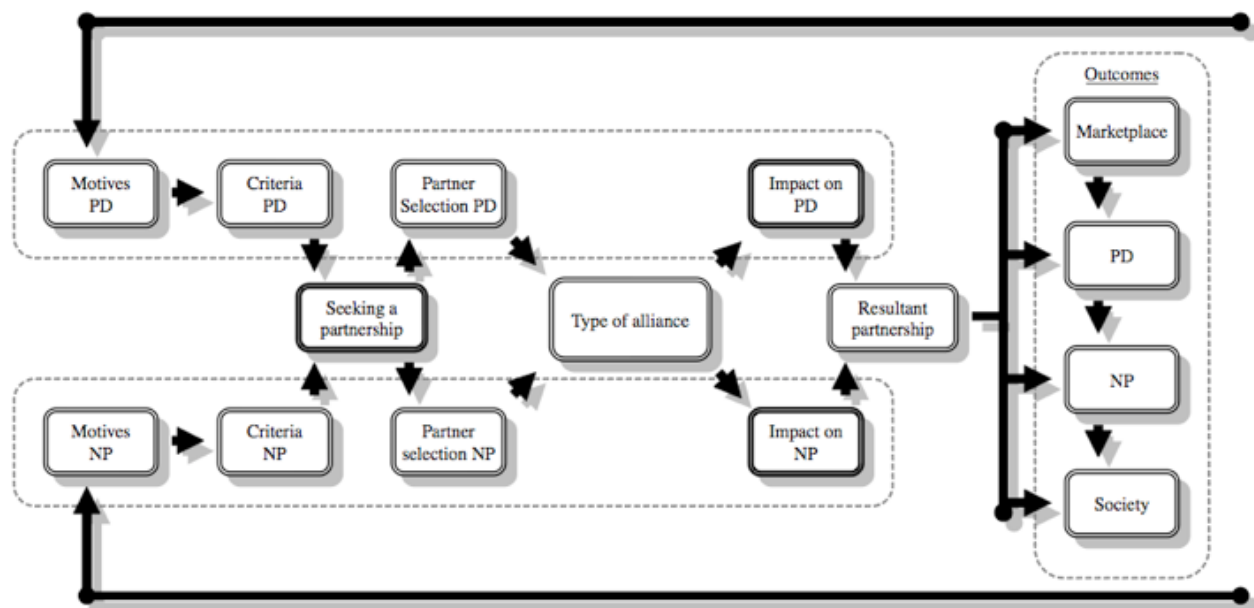 Outcomes
Marketplace
Motives
PD
Criteria
PD
Partner
Selection PD
Impact on
PD
PD
Seeking a
partnership
Type of alliance
Resultant
partnership
NP
Motives
NP
Criteria
NP
Partner
selection NP
Impact on
NP
Society